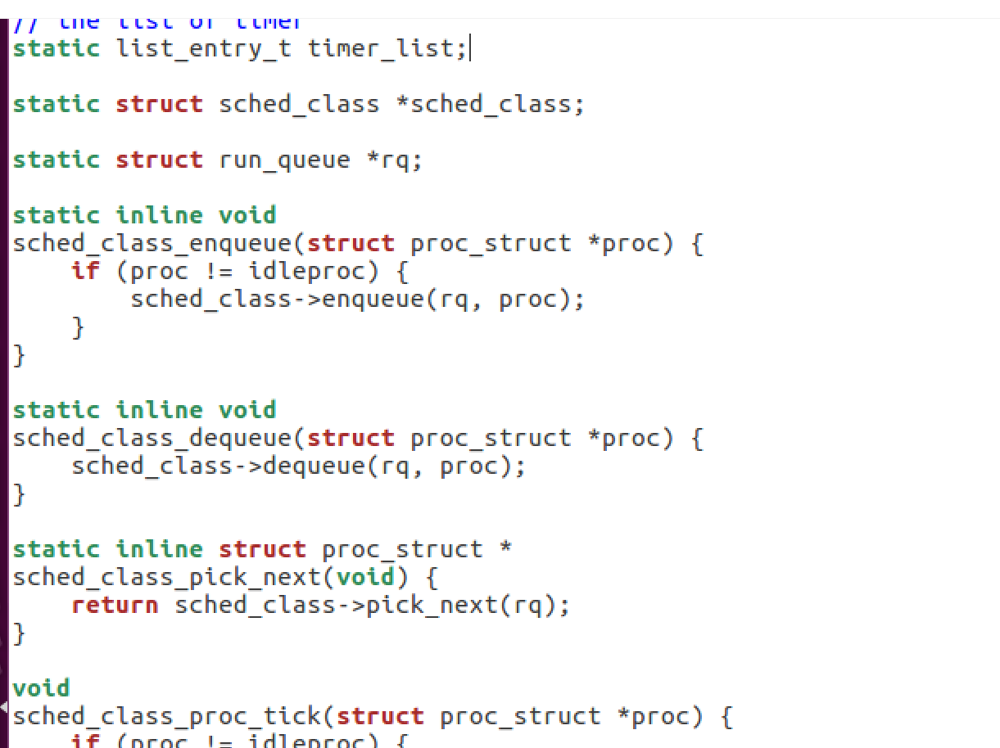 // the list of timer
static list_entry_t timer_list;
static struct sched_class *sched_class;
static struct run_queue *rq;
static inline void
sched_class_enqueue(struct proc_struct *proc) {
    if (proc != idleproc) {
        sched_class->enqueue(rq, proc);
    }
}
static inline void
sched_class_dequeue(struct proc_struct *proc) {
    sched_class->dequeue(rq, proc);
}
static inline struct proc_struct *
sched_class_pick_next(void) {
    return sched_class->pick_next(rq);
}
void
sched_class_proc_tick(struct proc_struct *proc) {
    if (proc != idleproc) {